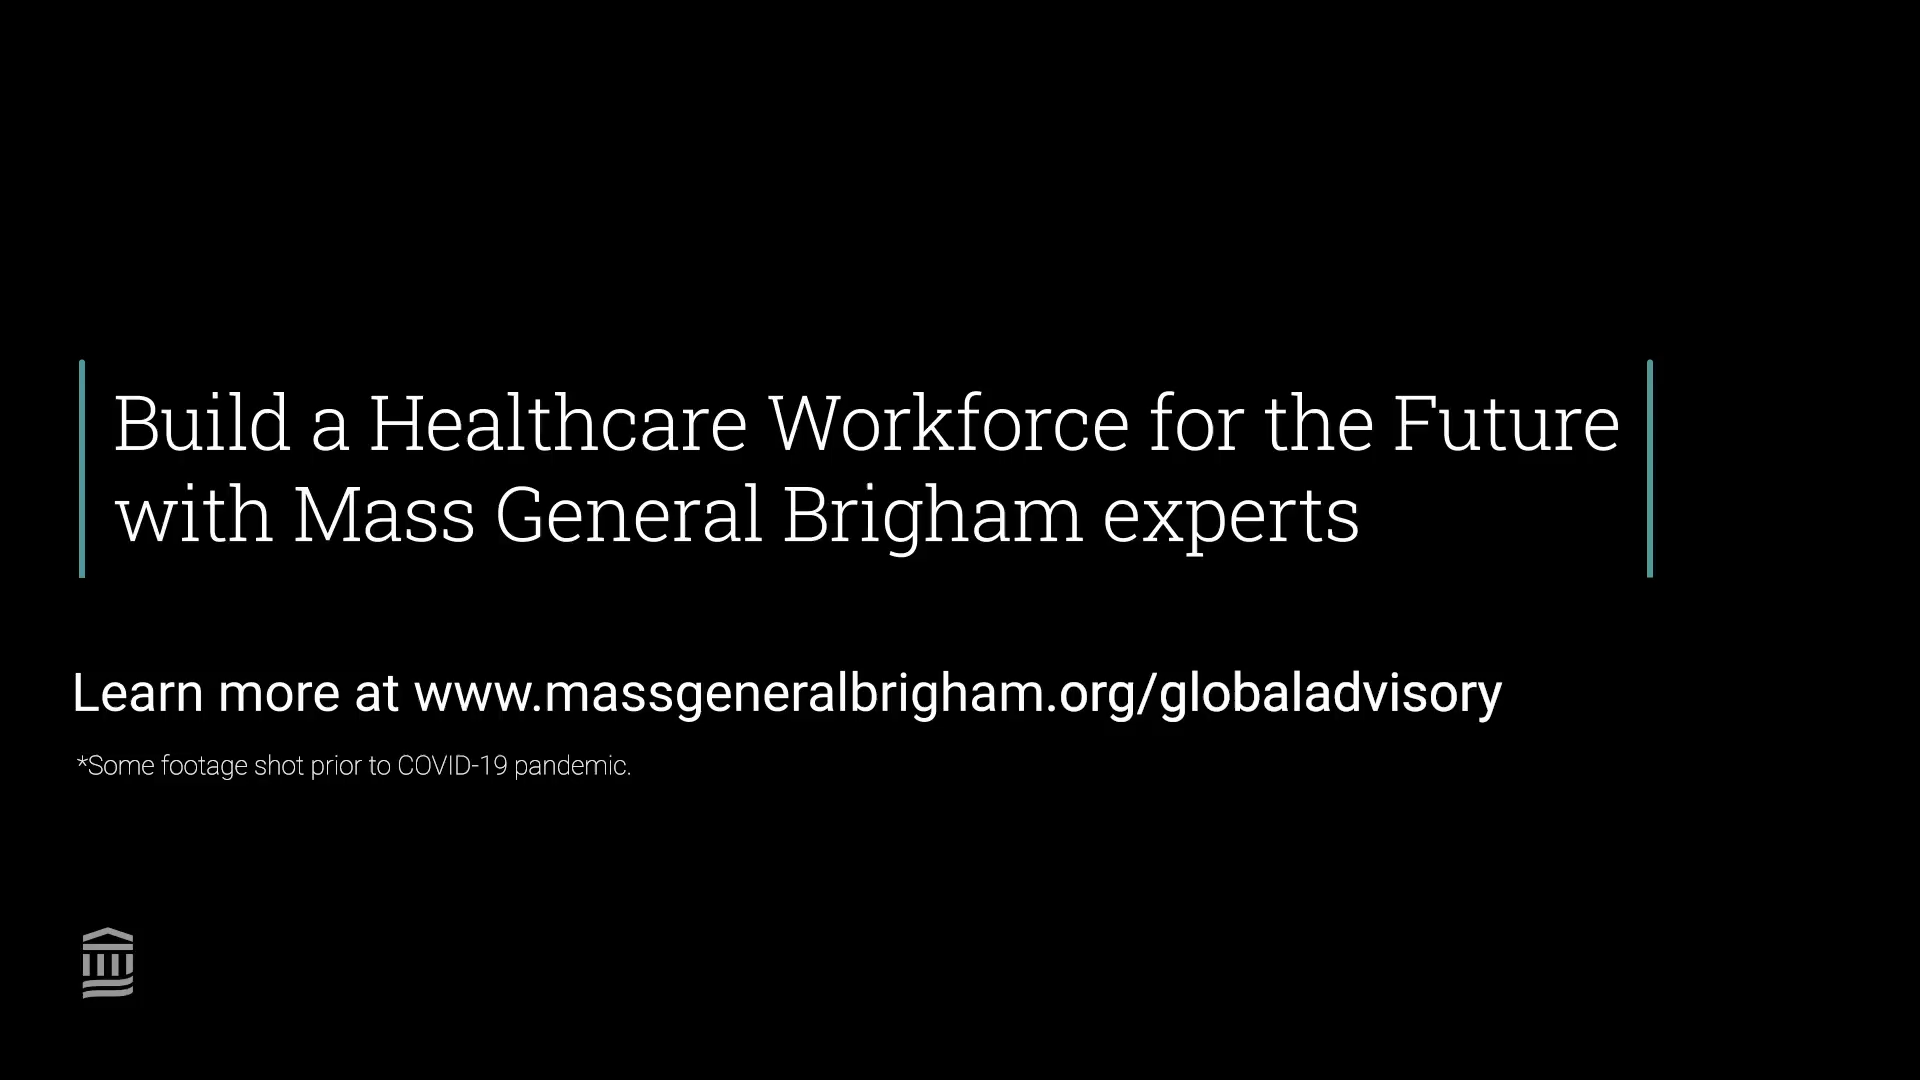 Build a Healthcare Workforce for the Future
with Mass General Brigham experts
Learn more at www.massgeneralbrigham.org/globaladvisory
*Some footage shot prior to COVID-19 pandemic.